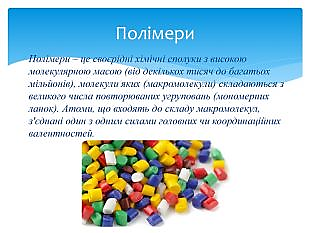 Полімери
Полімери – це своєрідні хімічні сполуки з високою
молекулярною масою (від декількох тисяч до багатьох
мільйонів), молекули яких (макромолекули) складаються з
великого числа повторюваних угруповань (мономерних
ланок). Атоми, що входять до складу макромолекул,
з'єднані один з одним силами головних чи координаційних
валентностей.